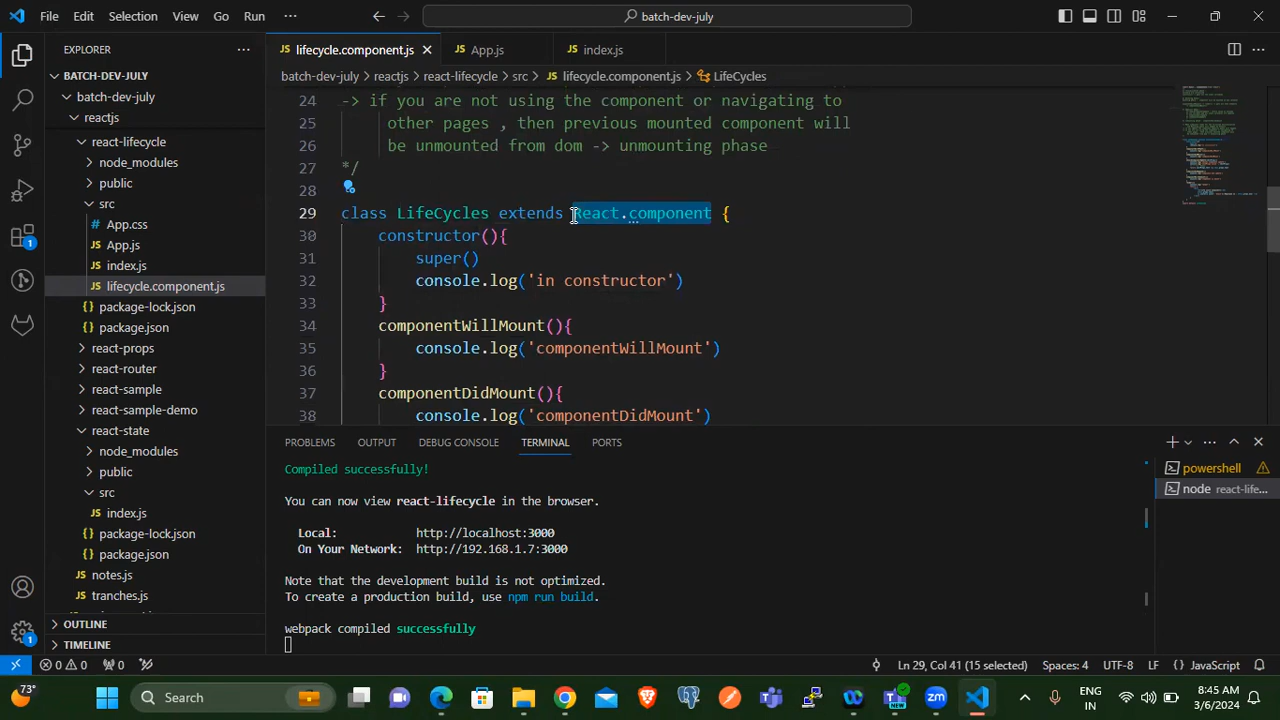 File Edit Selection View Go Run ···
batch-dev-july
EXPLORER ···
BATCH-DEV-JULY
batch-dev-july
reactjs
react-lifecycle
node_modules
public
src
App.css
App.js
index.js
lifecycle.component.js
package-lock.json
package.json
react-props
react-router
react-sample
react-sample-demo
react-state
node_modules
public
src
index.js
package-lock.json
package.json
notes.js
tranches.js
OUTLINE
TIMELINE
lifecycle.component.js App.js index.js
batch-dev-july > reactjs > react-lifecycle > src > lifecycle.component.js > LifeCycles
24 -> if you are not using the component or navigating to
25 other pages , then previous mounted component will
26 be unmounted from dom -> unmounting phase
27 */
28
29 class LifeCycles extends React.component {
30 constructor(){
31 super()
32 console.log('in constructor')
33 }
34 componentWillMount(){
35 console.log('componentWillMount')
36 }
37 componentDidMount(){
38 console.log('componentDidMount')
PROBLEMS OUTPUT DEBUG CONSOLE TERMINAL PORTS
Compiled successfully!
You can now view react-lifecycle in the browser.
Local: http://localhost:3000
On Your Network: http://192.168.1.7:3000
Note that the development build is not optimized.
To create a production build, use npm run build.
webpack compiled successfully
powershell
node react-life...
0 0 0 Ln 29, Col 41 (15 selected) Spaces: 4 UTF-8 LF JavaScript
73° Search ENG IN 8:45 AM 3/6/2024